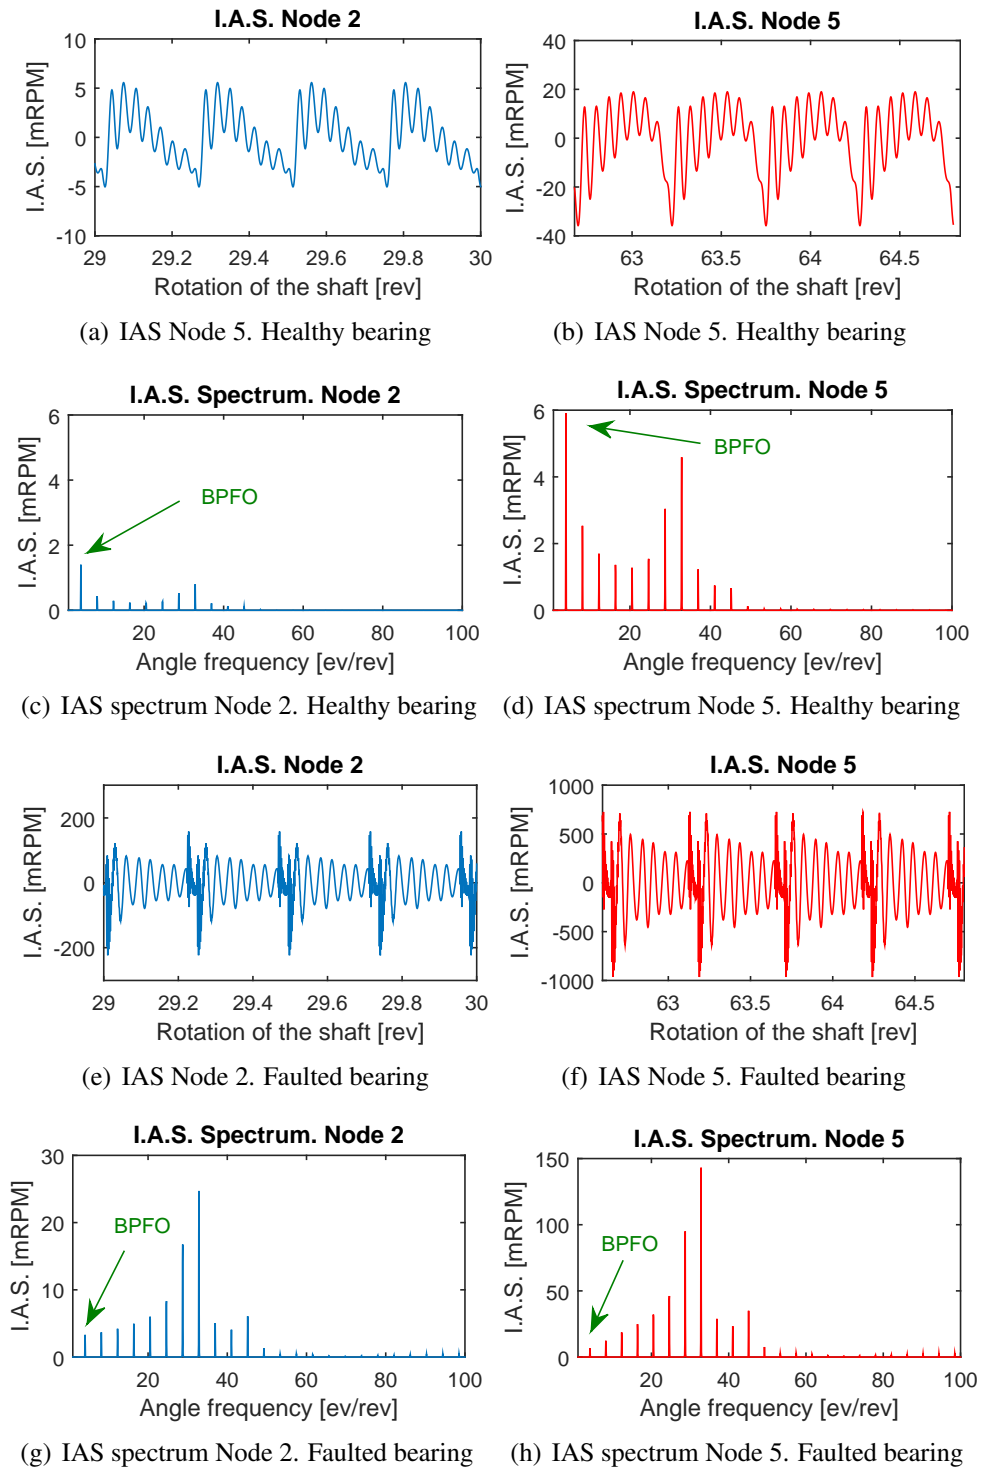 I.A.S. Node 2
I.A.S. [mRPM]
10
5
0
-5
-10
29 29.2 29.4 29.6 29.8 30
Rotation of the shaft [rev]
(a) IAS Node 5. Healthy bearing
I.A.S. Node 5
I.A.S. [mRPM]
40
20
0
-20
-40
63 63.5 64 64.5
Rotation of the shaft [rev]
(b) IAS Node 5. Healthy bearing
I.A.S. Spectrum. Node 2
I.A.S. [mRPM]
6
4
2
0
BPFO
20 40 60 80 100
Angle frequency [ev/rev]
(c) IAS spectrum Node 2. Healthy bearing
I.A.S. Spectrum. Node 5
I.A.S. [mRPM]
6
4
2
0
BPFO
20 40 60 80 100
Angle frequency [ev/rev]
(d) IAS spectrum Node 5. Healthy bearing
I.A.S. Node 2
I.A.S. [mRPM]
200
0
-200
29 29.2 29.4 29.6 29.8 30
Rotation of the shaft [rev]
(e) IAS Node 2. Faulted bearing
I.A.S. Node 5
I.A.S. [mRPM]
1000
500
0
-500
-1000
63 63.5 64 64.5
Rotation of the shaft [rev]
(f) IAS Node 5. Faulted bearing
I.A.S. Spectrum. Node 2
I.A.S. [mRPM]
30
20
10
0
BPFO
20 40 60 80 100
Angle frequency [ev/rev]
(g) IAS spectrum Node 2. Faulted bearing
I.A.S. Spectrum. Node 5
I.A.S. [mRPM]
150
100
50
0
BPFO
20 40 60 80 100
Angle frequency [ev/rev]
(h) IAS spectrum Node 5. Faulted bearing